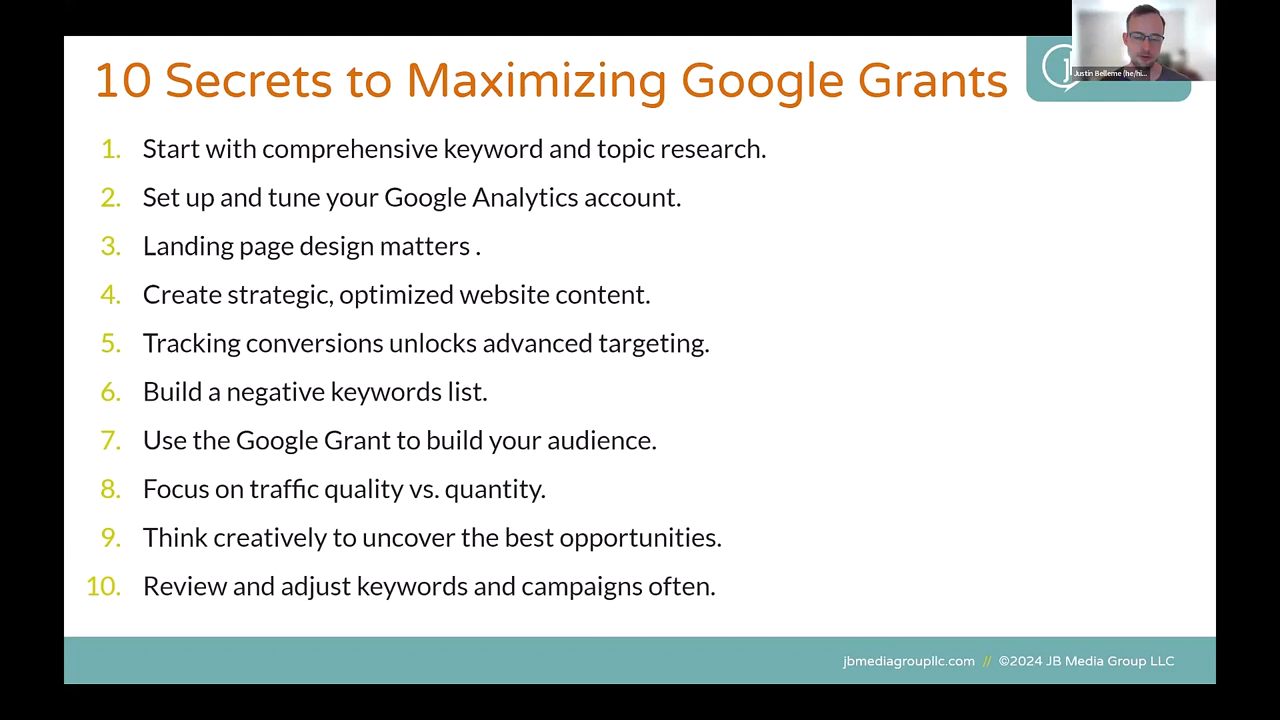 10 Secrets to Maximizing Google Grants
Justin Belleme (he/hi...
1. Start with comprehensive keyword and topic research.
2. Set up and tune your Google Analytics account.
3. Landing page design matters .
4. Create strategic, optimized website content.
5. Tracking conversions unlocks advanced targeting.
6. Build a negative keywords list.
7. Use the Google Grant to build your audience.
8. Focus on traffic quality vs. quantity.
9. Think creatively to uncover the best opportunities.
10. Review and adjust keywords and campaigns often.
jbmediagroupllc.com // ©2024 JB Media Group LLC